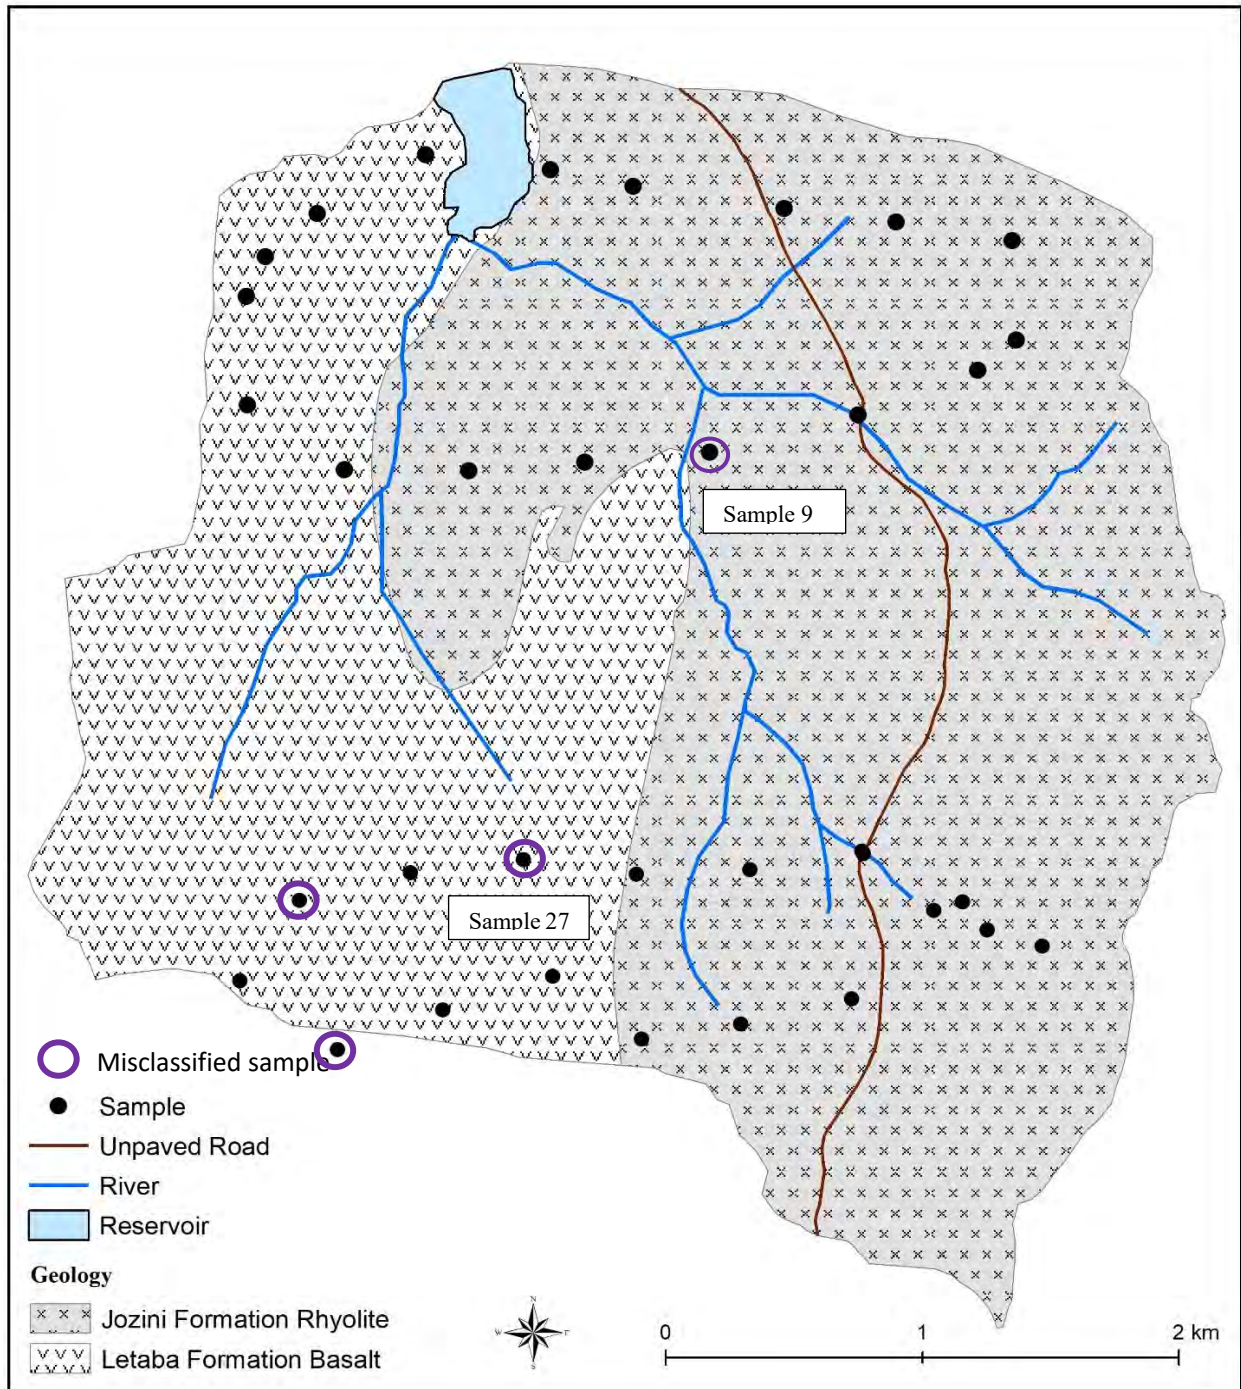 Sample 9
Sample 27
Misclassified sample
Sample
Unpaved Road
River
Reservoir
Geology
Jozini Formation Rhyolite
Letaba Formation Basalt
N
W E
S
0 1 2 km